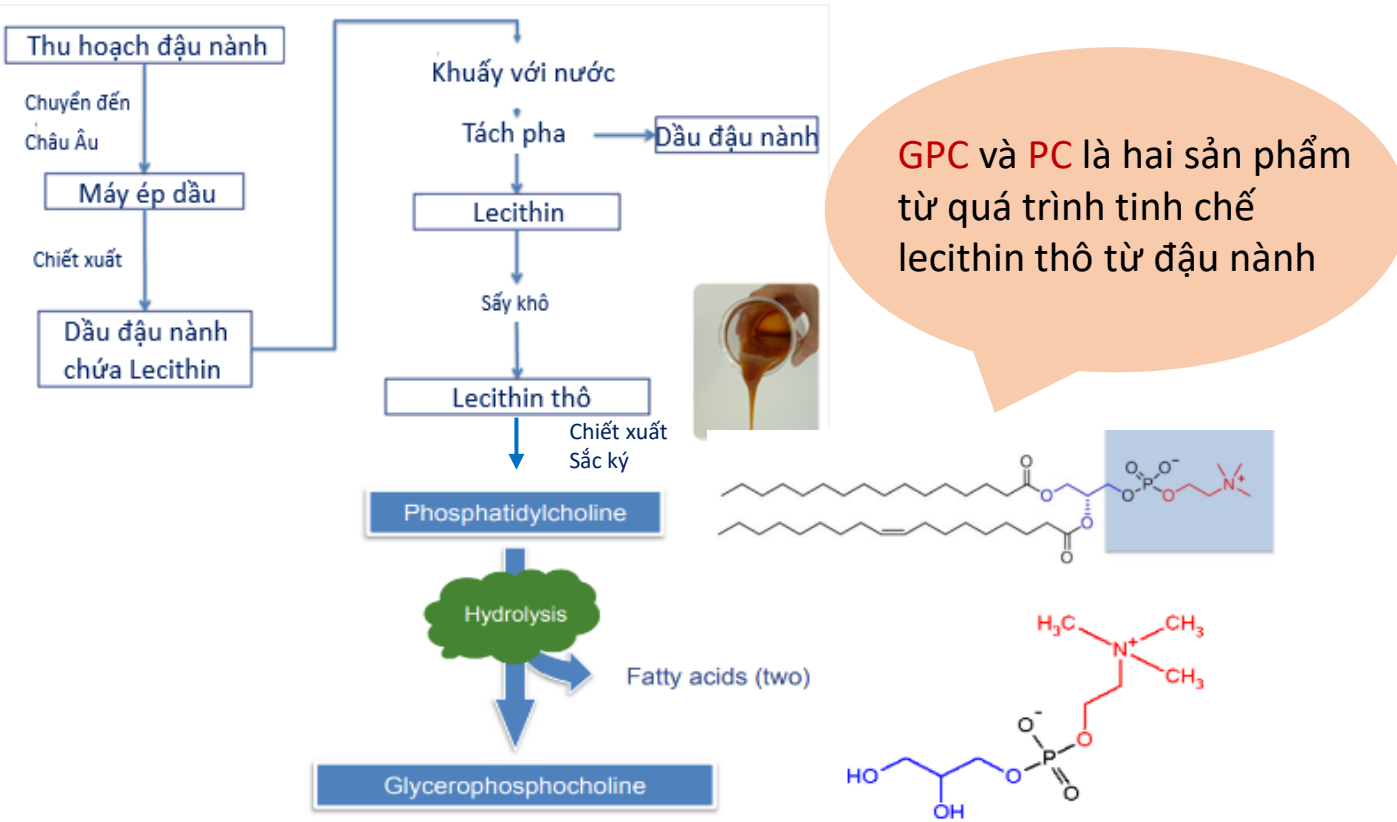 Thu hoạch đậu nành
Chuyển đến
Châu Âu
Máy ép dầu
Chiết xuất
Dầu đậu nành
chứa Lecithin
Khuấy với nước
Tách pha
Dầu đậu nành
Lecithin
Sấy khô
Lecithin thô
Chiết xuất
Sắc ký
Phosphatidylcholine
Hydrolysis
Fatty acids (two)
Glycerophosphocholine
GPC và PC là hai sản phẩm
từ quá trình tinh chế
lecithin thô từ đậu nành
O
O
O
O
O
O⁻
O
P
O
N⁺
H₃C
CH₃
N⁺
CH₃
O⁻
O
P
O
O
HO
OH